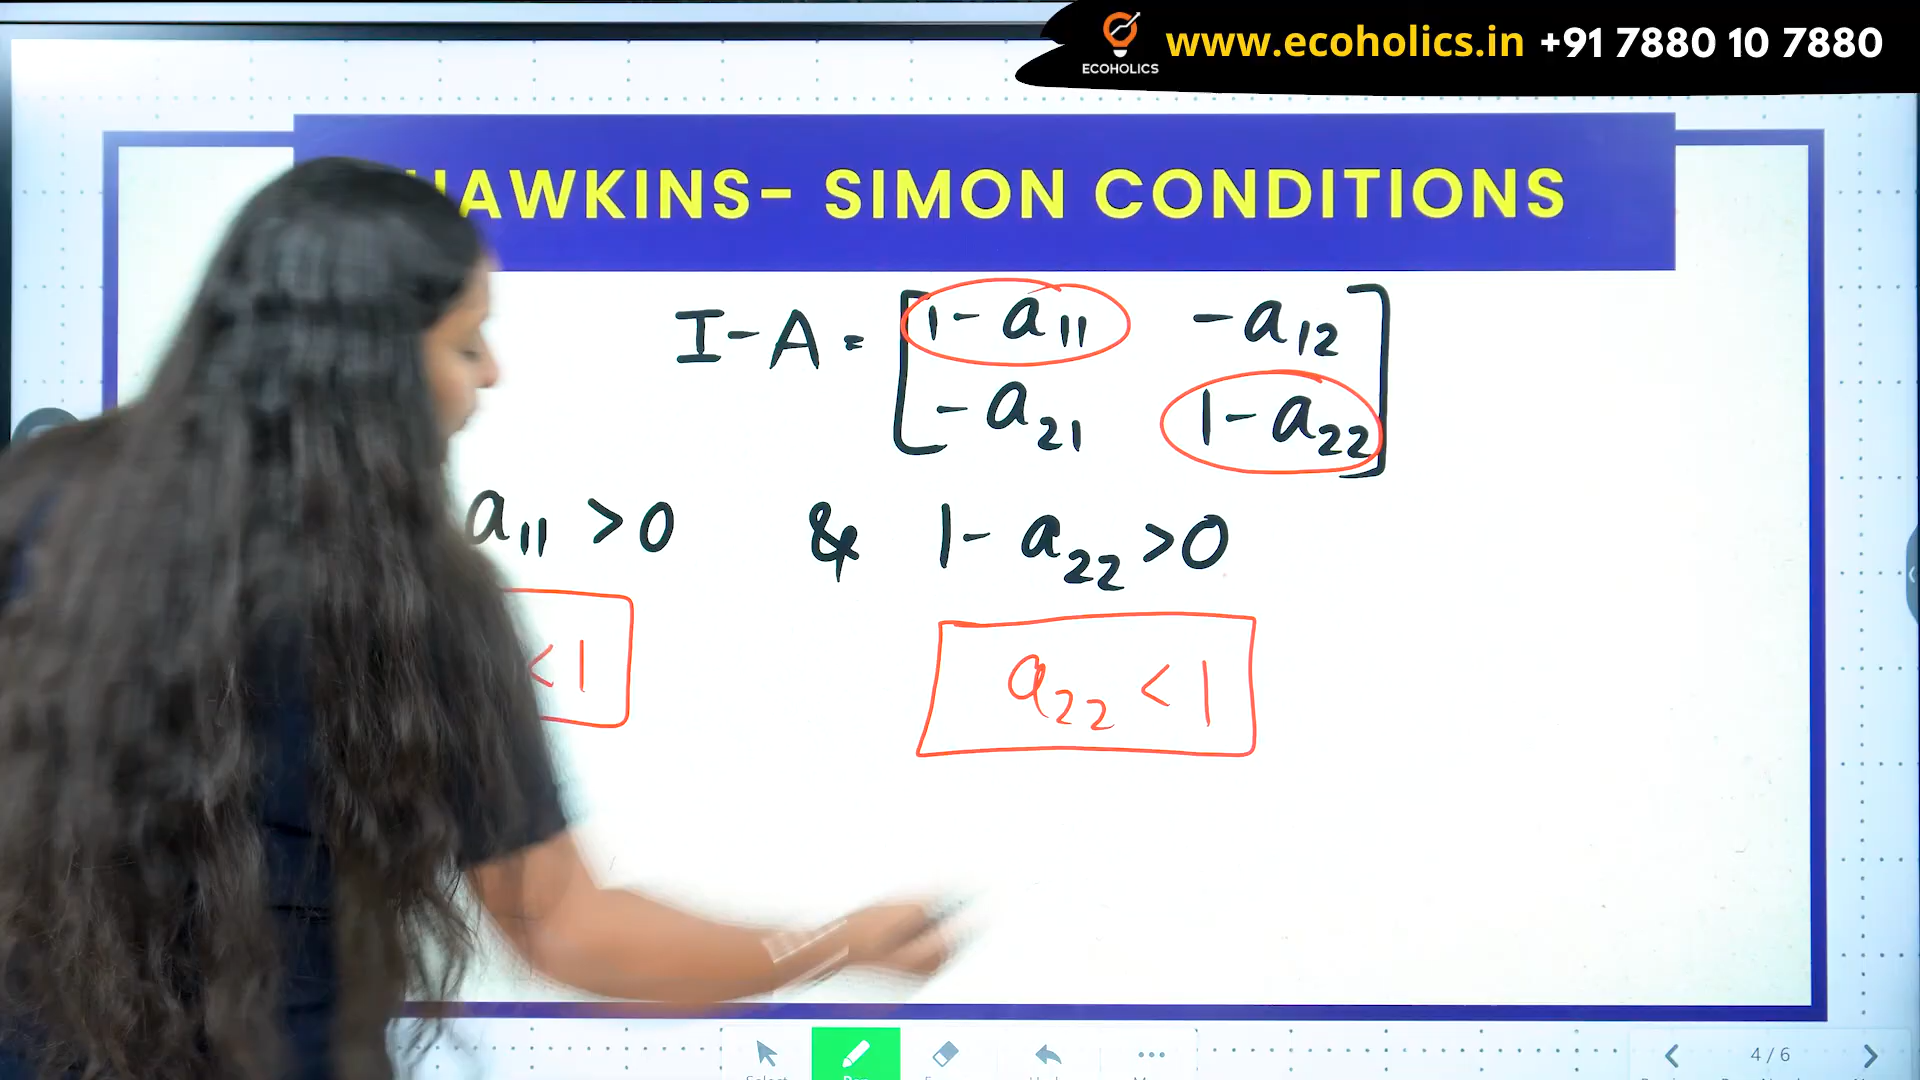 www.ecoholics.in +91 7880 10 7880
ECOHOLICS
HAWKINS- SIMON CONDITIONS
I-A = [1-a11 -a12
-a21 1-a22]
a11 >0 & 1- a22 >0
<1
a22 <1
4 / 6